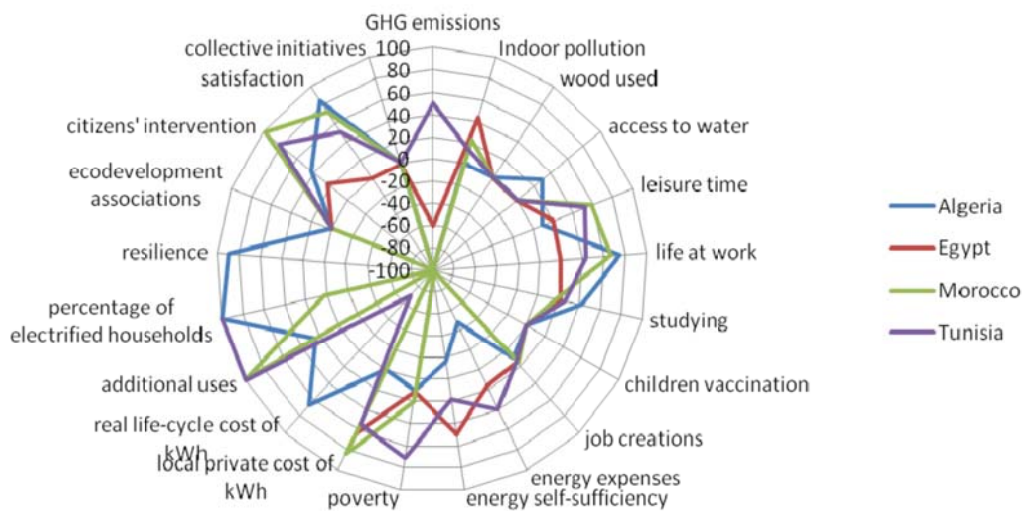 GHG emissions
Indoor pollution
wood used
access to water
leisure time
life at work
studying
children vaccination
job creations
energy expenses
energy self-sufficiency
poverty
local private cost of
kWh
real life-cycle cost of
kWh
additional uses
percentage of
electrified households
resilience
ecodevelopment
associations
citizens' intervention
satisfaction
collective initiatives
100
80
60
40
20
0
-20
-40
-60
-80
-100
Algeria
Egypt
Morocco
Tunisia